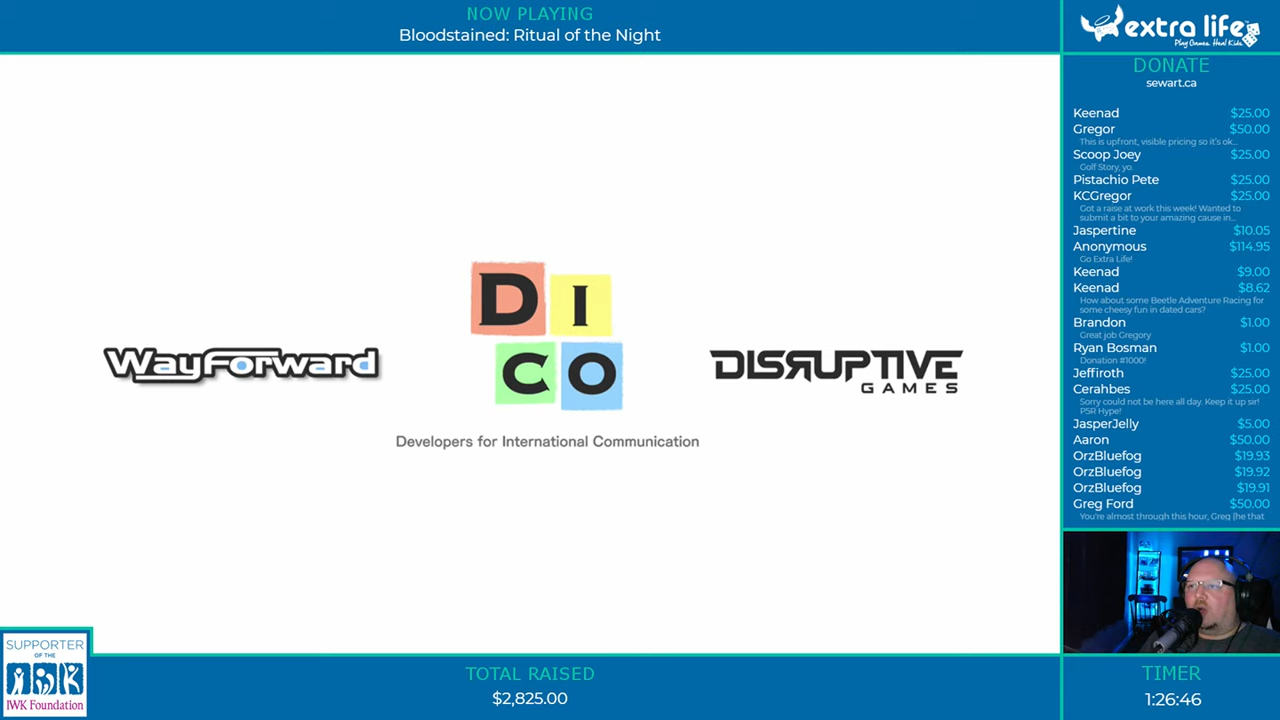 NOW PLAYING
Bloodstained: Ritual of the Night
extra life
Play Games. Heal Kids.
DONATE
sewart.ca
Keenad $25.00
Gregor $50.00
This is upfront, visible pricing so it's ok...
Scoop Joey $25.00
Golf Story, yo.
Pistachio Pete $25.00
KCGregor $25.00
Got a raise at work this week! Wanted to
submit a bit to your amazing cause in...
Jaspertine $10.05
Anonymous $114.95
Go Extra Life!
Keenad $9.00
Keenad $8.62
How about some Beetle Adventure Racing for
some cheesy fun in dated cars?
Brandon $1.00
Great job Gregory
Ryan Bosman $1.00
Donation #1000!
Jeffiroth $25.00
Cerahbes $25.00
Sorry could not be here all day. Keep it up sir!
P5R Hype!
JasperJelly $5.00
Aaron $50.00
OrzBluefog $19.93
OrzBluefog $19.92
OrzBluefog $19.91
Greg Ford $50.00
You're almost through this hour, Greg (he that
WayForward
DI
CO
Developers for International Communication
DISRUPTIVE
GAMES
SUPPORTER
OF THE
IWK
IWK Foundation
TOTAL RAISED
$2,825.00
TIMER
1:26:46